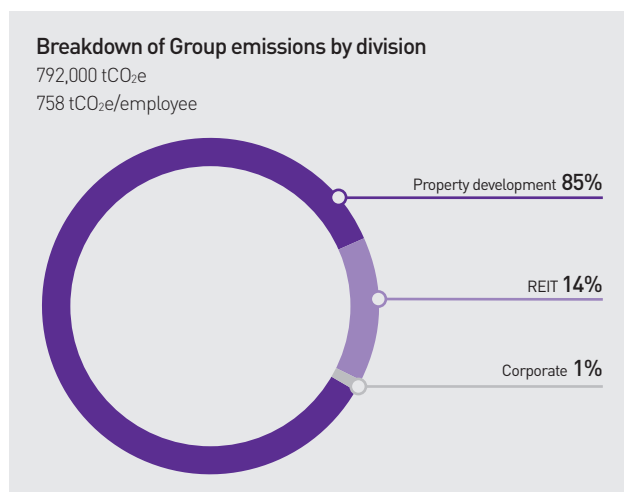 Breakdown of Group emissions by division
792,000 tCO₂e
758 tCO₂e/employee
Property development 85%
REIT 14%
Corporate 1%